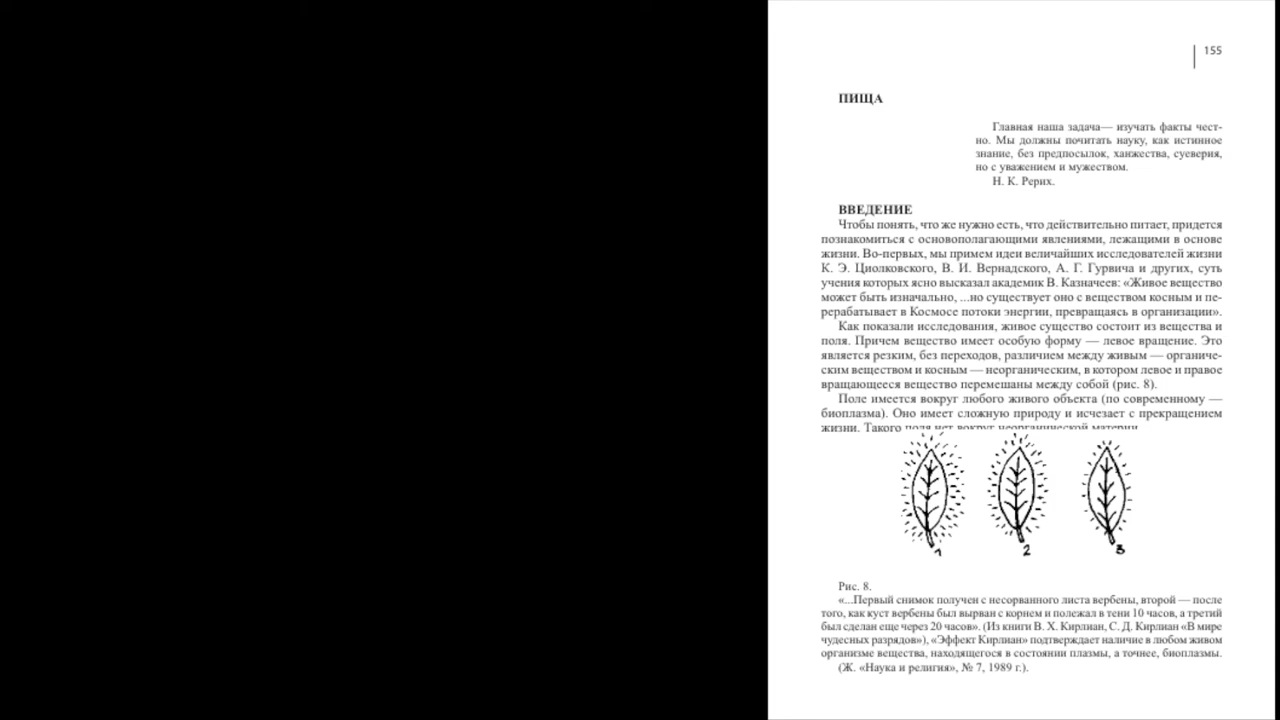 155
ПИЩА
Главная наша задача— изучать факты чест-
но. Мы должны почитать науку, как истинное
знание, без предпосылок, ханжества, суеверия,
но с уважением и мужеством.
Н. К. Рерих.
ВВЕДЕНИЕ
Чтобы понять, что же нужно есть, что действительно питает, придется
познакомиться с основополагающими явлениями, лежащими в основе
жизни. Во-первых, мы примем идеи величайших исследователей жизни
К. Э. Циолковского, В. И. Вернадского, А. Г. Гурвича и других, суть
учения которых ясно высказал академик В. Казначеев: «Живое вещество
может быть изначально, ...но существует оно с веществом косным и пе-
рерабатывает в Космосе потоки энергии, превращаясь в организации».
Как показали исследования, живое существо состоит из вещества и
поля. Причем вещество имеет особую форму — левое вращение. Это
является резким, без переходов, различием между живым — органиче-
ским веществом и косным — неорганическим, в котором левое и правое
вращающееся вещество перемешаны между собой (рис. 8).
Поле имеется вокруг любого живого объекта (по современному —
биоплазма). Оно имеет сложную природу и исчезает с прекращением
жизни. Такого поля нет вокруг неорганической материи.
1 2 3
Рис. 8.
«...Первый снимок получен с несорванного листа вербены, второй — после
того, как куст вербены был вырван с корнем и полежал в тени 10 часов, а третий
был сделан еще через 20 часов». (Из книги В. Х. Кирлиан, С. Д. Кирлиан «В мире
чудесных разрядов»), «Эффект Кирлиан» подтверждает наличие в любом живом
организме вещества, находящегося в состоянии плазмы, а точнее, биоплазмы.
(Ж. «Наука и религия», № 7, 1989 г.).